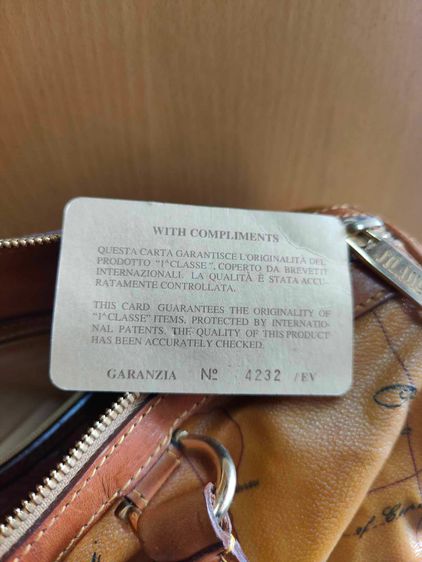 WITH COMPLIMENTS
QUESTA CARTA GARANTISCE L'ORIGINALITÀ DEL
PRODOTTO "1^CLASSE", COPERTO DA BREVETTI
INTERNAZIONALI. LA QUALITÀ È STATA ACCU-
RATAMENTE CONTROLLATA.
THIS CARD GUARANTEES THE ORIGINALITY OF
"1^CLASSE" ITEMS, PROTECTED BY INTERNATIO-
NAL PATENTS. THE QUALITY OF THIS PRODUCT
HAS BEEN ACCURATELY CHECKED.
GARANZIA Nº 4232 /EV
of